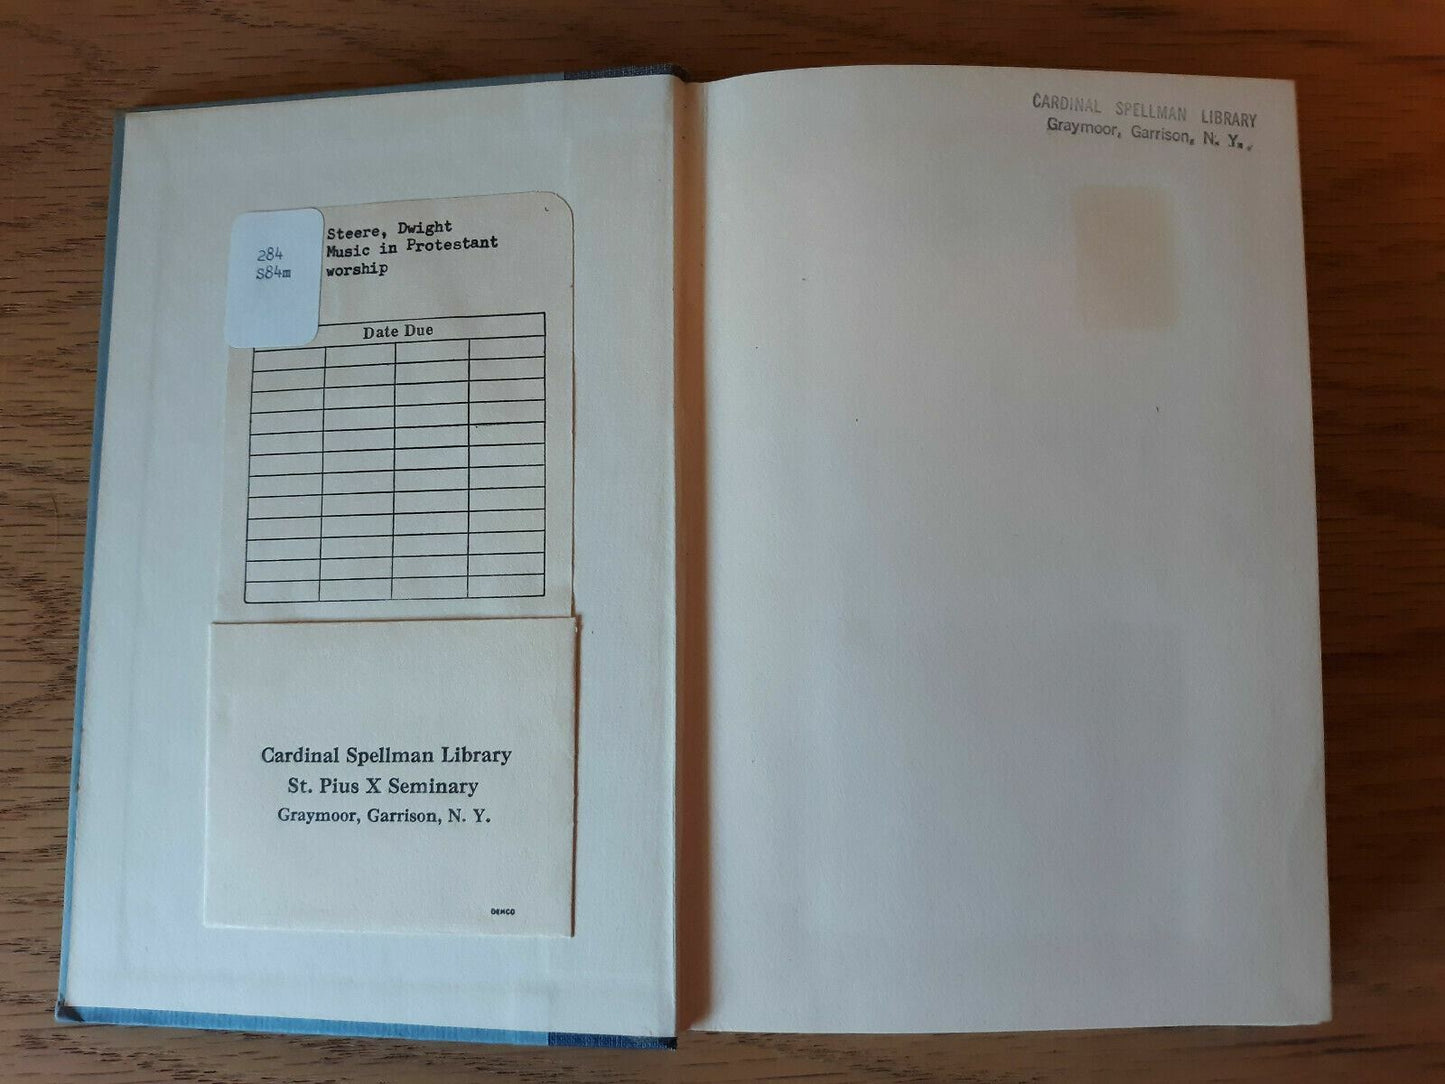 284
S84m
Steere, Dwight
Music in Protestant
worship
Date Due
Cardinal Spellman Library
St. Pius X Seminary
Graymoor, Garrison, N. Y.
DEMCO
CARDINAL SPELLMAN LIBRARY
Graymoor, Garrison, N. Y.